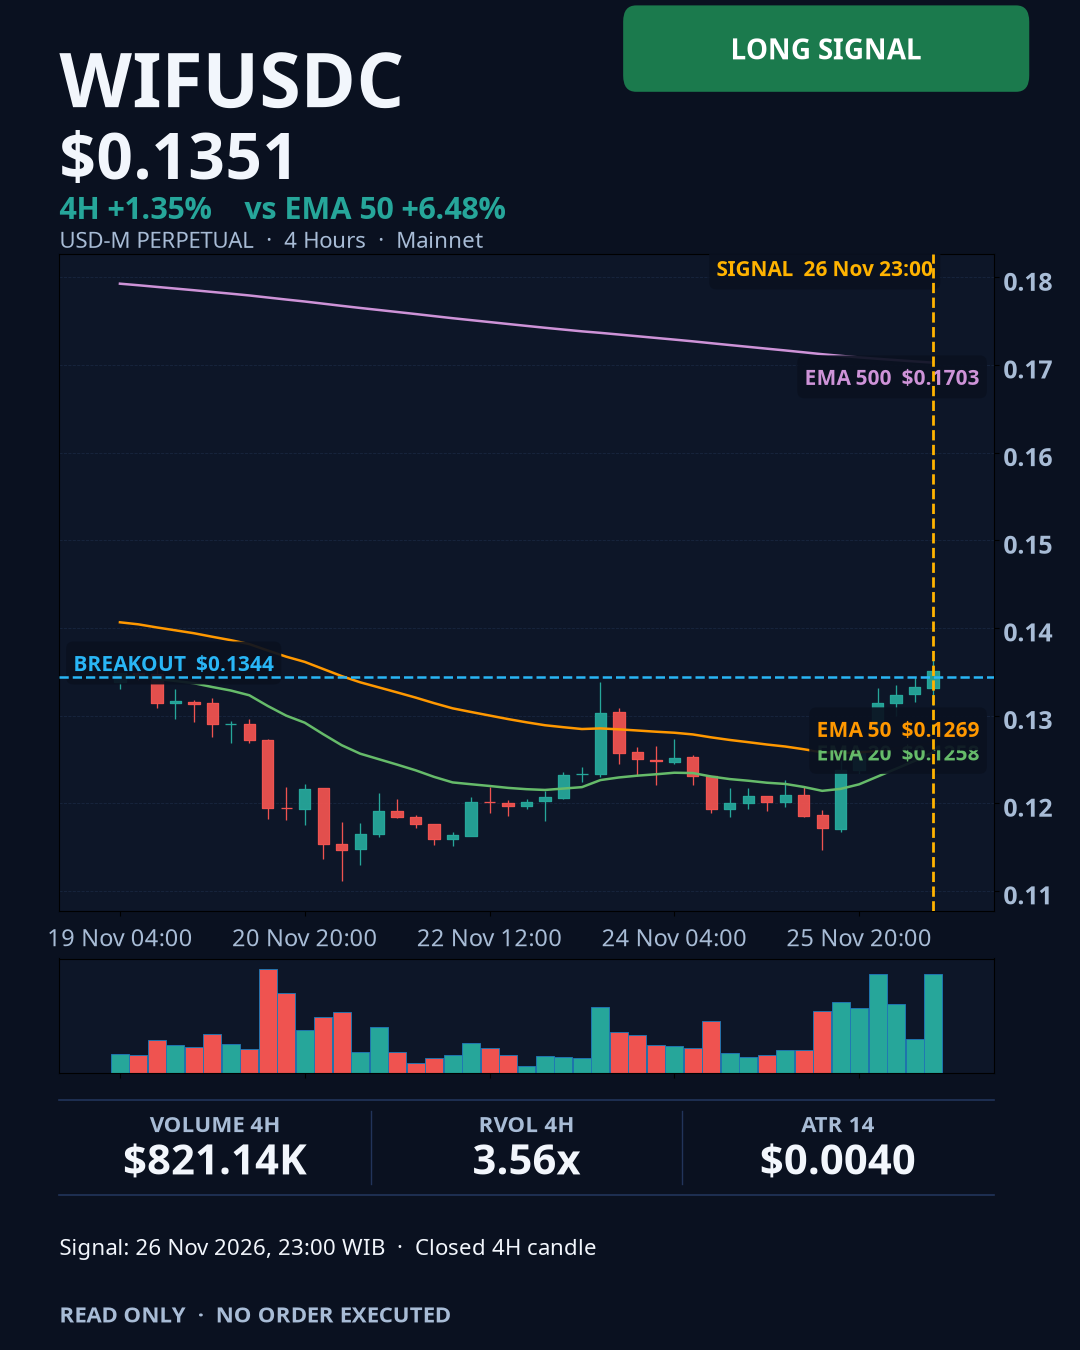 LONG SIGNAL
WIFUSDC
$0.1351
4H +1.35% vs EMA 50 +6.48%
USD-M PERPETUAL · 4 Hours · Mainnet
SIGNAL 26 Nov 23:00
0.18
0.17
EMA 500 $0.1703
0.16
0.15
0.14
BREAKOUT $0.1344
0.13
EMA 50 $0.1269
EMA 20 $0.1258
0.12
0.11
19 Nov 04:00 20 Nov 20:00 22 Nov 12:00 24 Nov 04:00 25 Nov 20:00
VOLUME 4H RVOL 4H ATR 14
$821.14K 3.56x $0.0040
Signal: 26 Nov 2026, 23:00 WIB · Closed 4H candle
READ ONLY · NO ORDER EXECUTED